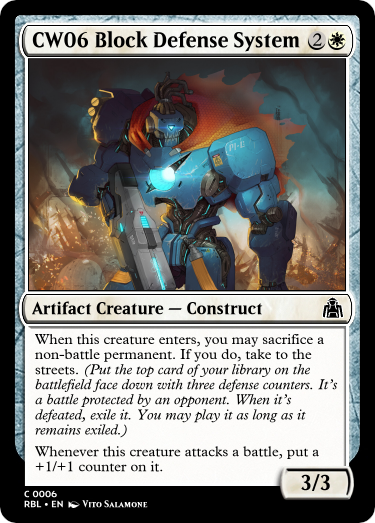 CW06 Block Defense System 2
Artifact Creature — Construct
When this creature enters, you may sacrifice a
non-battle permanent. If you do, take to the
streets. (Put the top card of your library on the
battlefield face down with three defense counters. It's
a battle protected by an opponent. When it's
defeated, exile it. You may play it as long as it
remains exiled.)
Whenever this creature attacks a battle, put a
+1/+1 counter on it.
3/3
C 0006
RBL • EN Vito Salamone